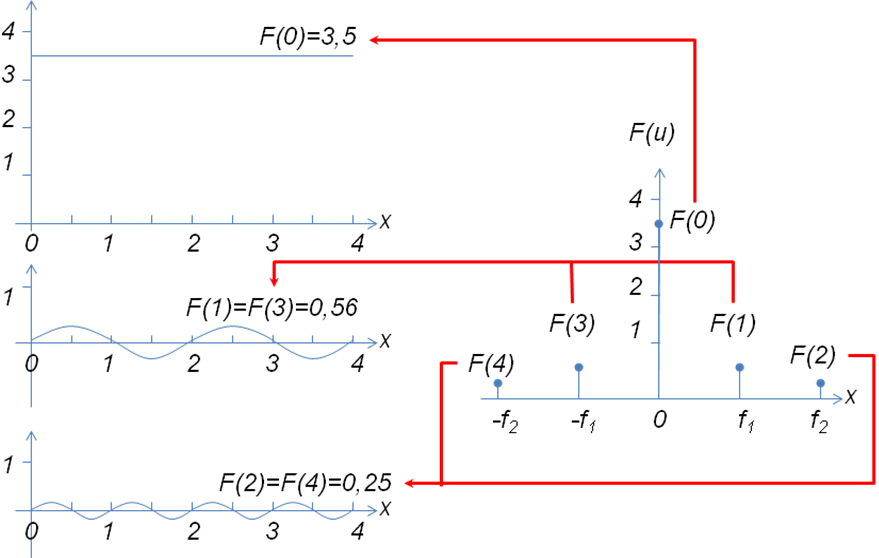 4
F(0)=3,5
3
2
1
0 1 2 3 4 X
F(u)
4
F(0)
3
2
1
F(3) F(1)
F(4) F(2)
-f2 -f1 0 f1 f2 X
1
F(1)=F(3)=0,56
0 1 2 3 4 X
1
F(2)=F(4)=0,25
0 1 2 3 4 X